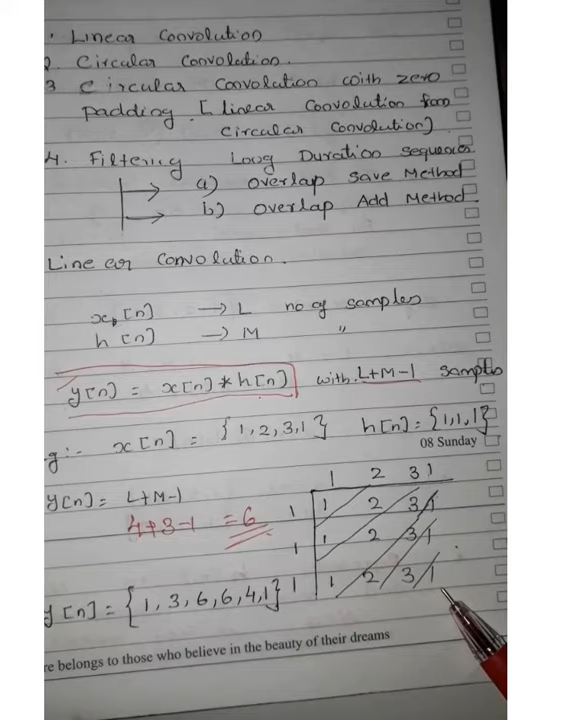 1. Linear Convolution
2. Circular Convolution.
3 Circular Convolution with zero
padding. [linear Convolution from
circular Convolution]
4. Filtering Long Duration sequences
a) overlap save Method
b) overlap Add Method.
Linear Convolution.
x[n] → L no of samples
h[n] → M "
y[n] = x[n] * h[n] with L+M-1 samples
g:- x[n] = {1,2,3,1} h[n] = {1,1,1}
08 Sunday
y[n] = L+M-1
4+3-1 = 6
1 2 3 1
1 1 2 3 1
1 1 2 3 1
1 1 2 3 1
y[n] = {1,3,6,6,4,1}
re belongs to those who believe in the beauty of their dreams